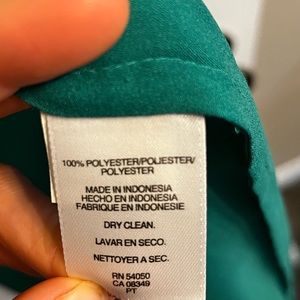 100% POLYESTER/POLIESTER/
POLYESTER
MADE IN INDONESIA
HECHO EN INDONESIA
FABRIQUE EN INDONESIE
DRY CLEAN.
LAVAR EN SECO.
NETTOYER A SEC.
RN 54050
CA 08349
PT